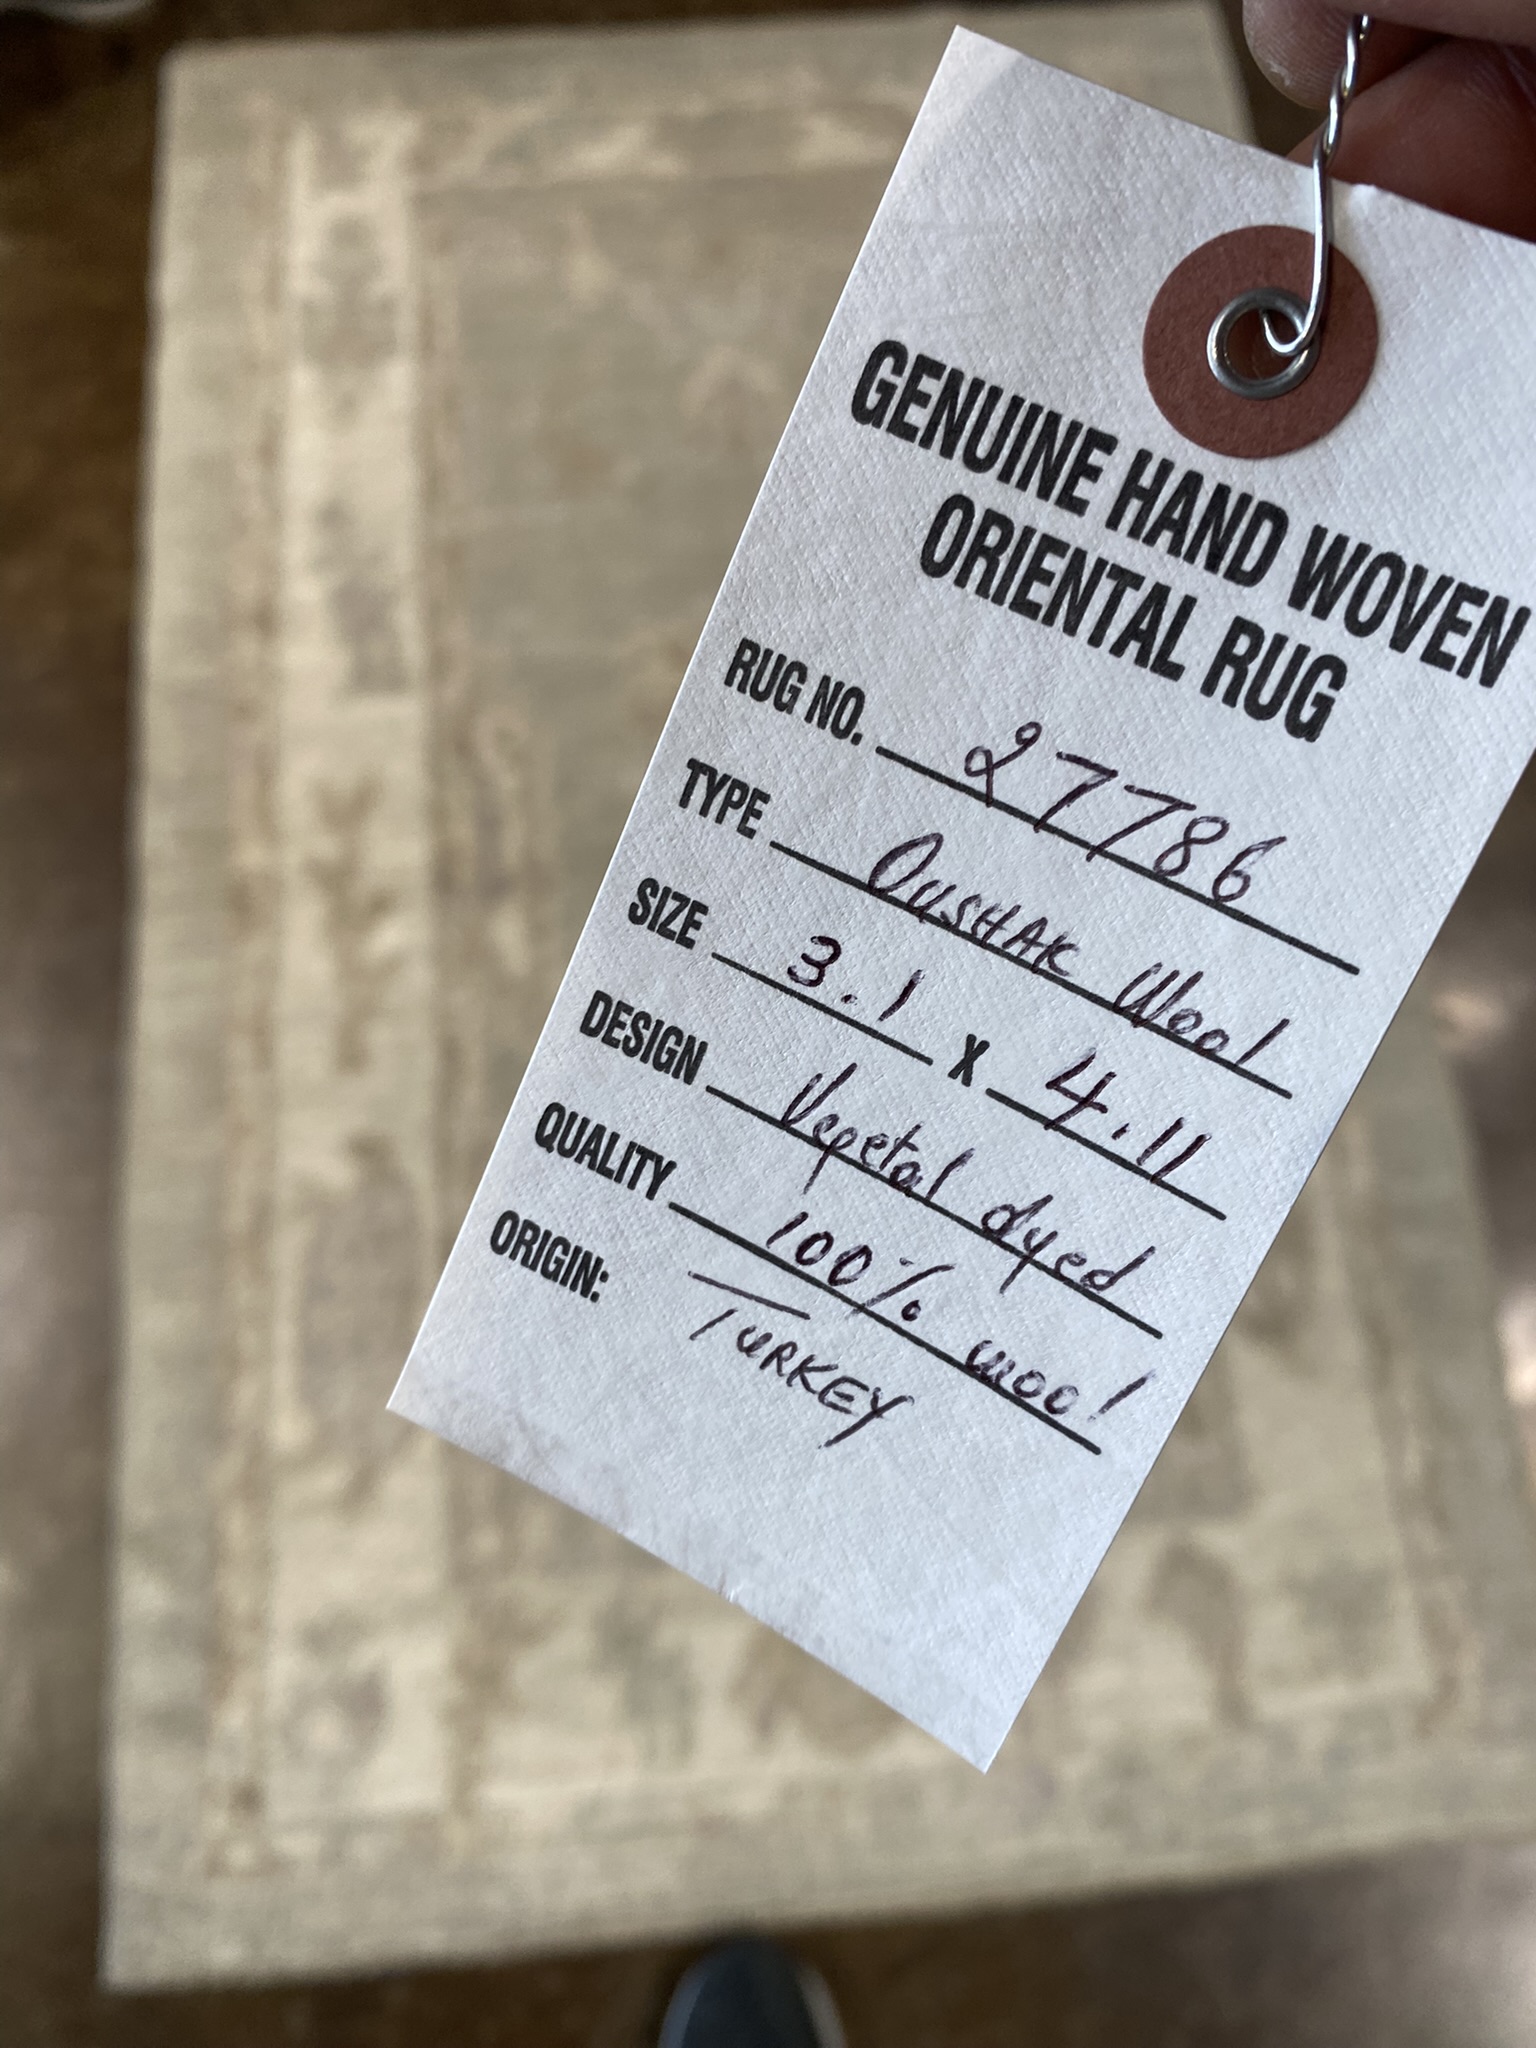 GENUINE HAND WOVEN
ORIENTAL RUG
RUG NO. 27786
TYPE OUSHAK Wool
SIZE 3.1 X 4.11
DESIGN Vegetal dyed
QUALITY 100% wool
ORIGIN: TURKEY